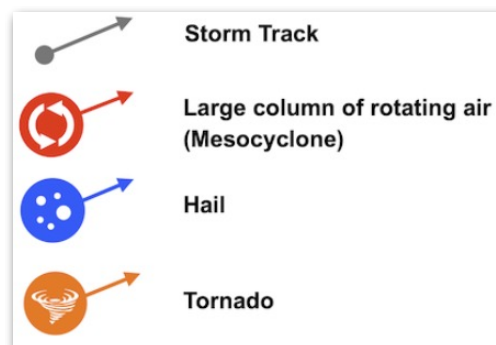 Storm Track
Large column of rotating air
(Mesocyclone)
Hail
Tornado